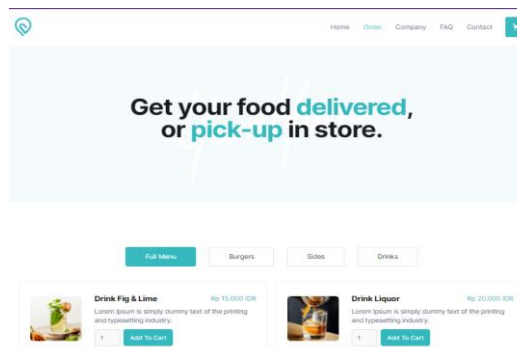 Home Order Company FAQ Contact
Get your food delivered,
or pick-up in store.
Full Menu Burgers Sides Drinks
Drink Fig & Lime Rp 15.000 IDR
Lorem Ipsum is simply dummy text of the printing
and typesetting industry.
1 Add To Cart
Drink Liquor Rp 20.000 IDR
Lorem Ipsum is simply dummy text of the printing
and typesetting industry.
1 Add To Cart